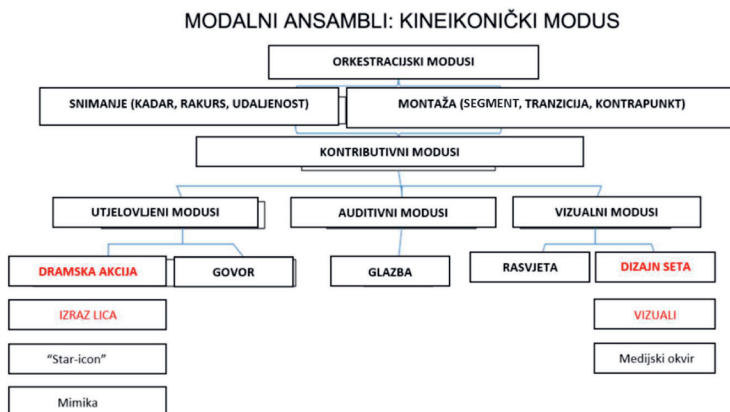 MODALNI ANSAMBLI: KINEIKONIČKI MODUS
ORKESTRACIJSKI MODUSI
SNIMANJE (KADAR, RAKURS, UDALJENOST)
MONTAŽA (SEGMENT, TRANZICIJA, KONTRAPUNKT)
KONTRIBUTIVNI MODUSI
UTJELOVLJENI MODUSI
AUDITIVNI MODUSI
VIZUALNI MODUSI
DRAMSKA AKCIJA
GOVOR
GLAZBA
RASVJETA
DIZAJN SETA
IZRAZ LICA
VIZUALI
“Star-icon”
Medijski okvir
Mimika